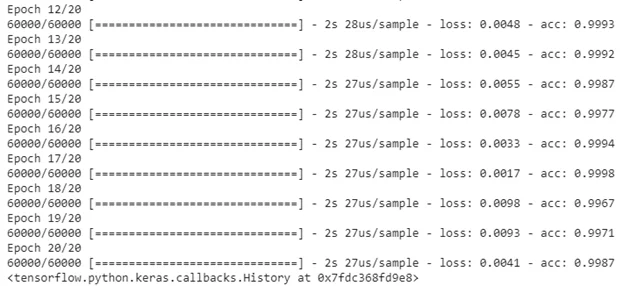 Epoch 12/20
60000/60000 [==============================] - 2s 28us/sample - loss: 0.0048 - acc: 0.9993
Epoch 13/20
60000/60000 [==============================] - 2s 28us/sample - loss: 0.0045 - acc: 0.9992
Epoch 14/20
60000/60000 [==============================] - 2s 27us/sample - loss: 0.0055 - acc: 0.9987
Epoch 15/20
60000/60000 [==============================] - 2s 27us/sample - loss: 0.0078 - acc: 0.9977
Epoch 16/20
60000/60000 [==============================] - 2s 27us/sample - loss: 0.0033 - acc: 0.9994
Epoch 17/20
60000/60000 [==============================] - 2s 27us/sample - loss: 0.0017 - acc: 0.9998
Epoch 18/20
60000/60000 [==============================] - 2s 27us/sample - loss: 0.0098 - acc: 0.9967
Epoch 19/20
60000/60000 [==============================] - 2s 27us/sample - loss: 0.0093 - acc: 0.9971
Epoch 20/20
60000/60000 [==============================] - 2s 27us/sample - loss: 0.0041 - acc: 0.9987
<tensorflow.python.keras.callbacks.History at 0x7fdc368fd9e8>